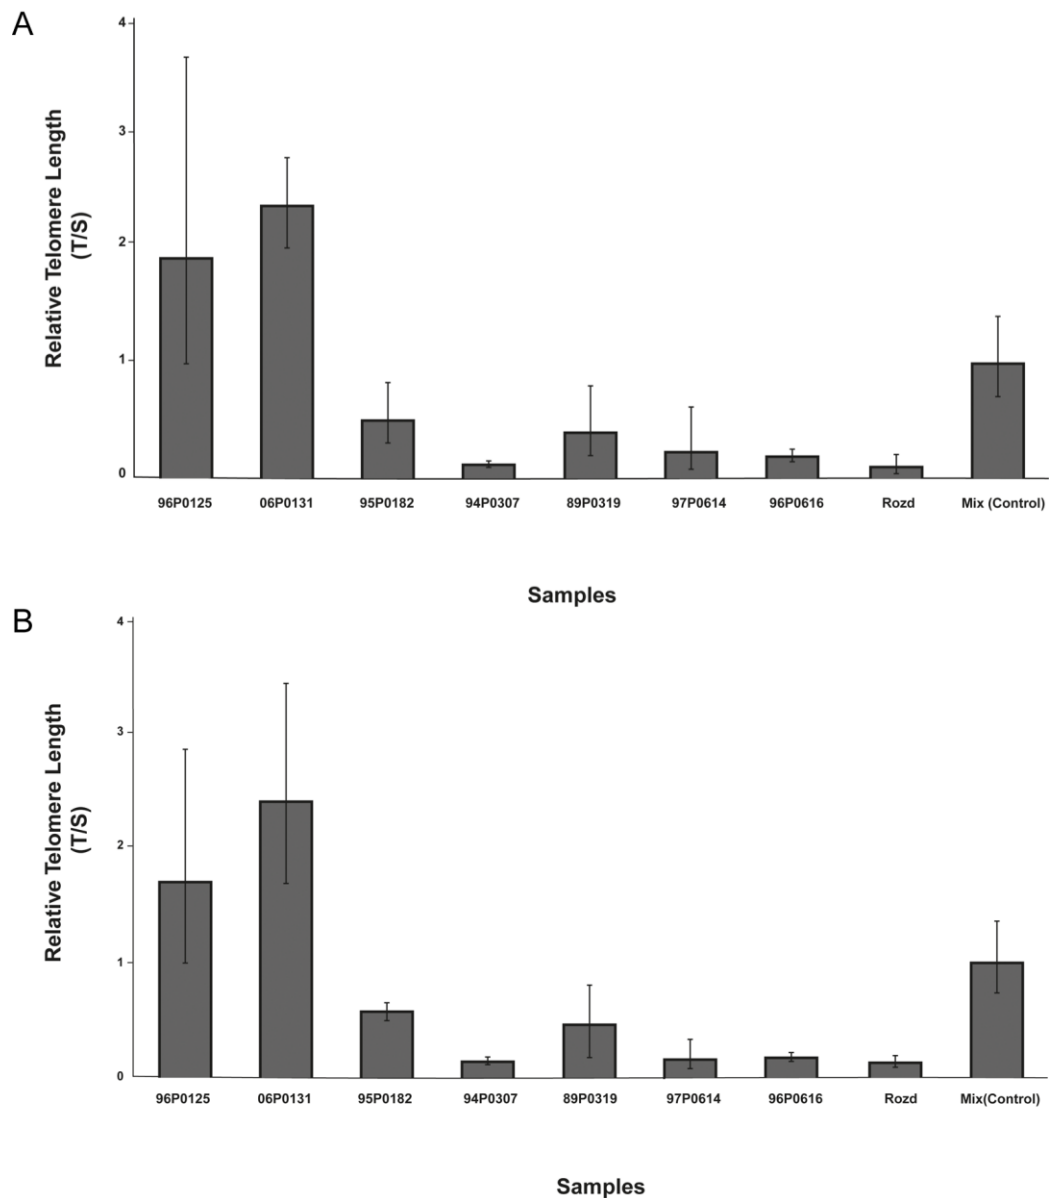 A
4
3
2
1
0
Relative Telomere Length
(T/S)
96P0125 06P0131 95P0182 94P0307 89P0319 97P0614 96P0616 Rozd Mix (Control)
Samples
B
4
3
2
1
0
Relative Telomere Length
(T/S)
96P0125 06P0131 95P0182 94P0307 89P0319 97P0614 96P0616 Rozd Mix(Control)
Samples